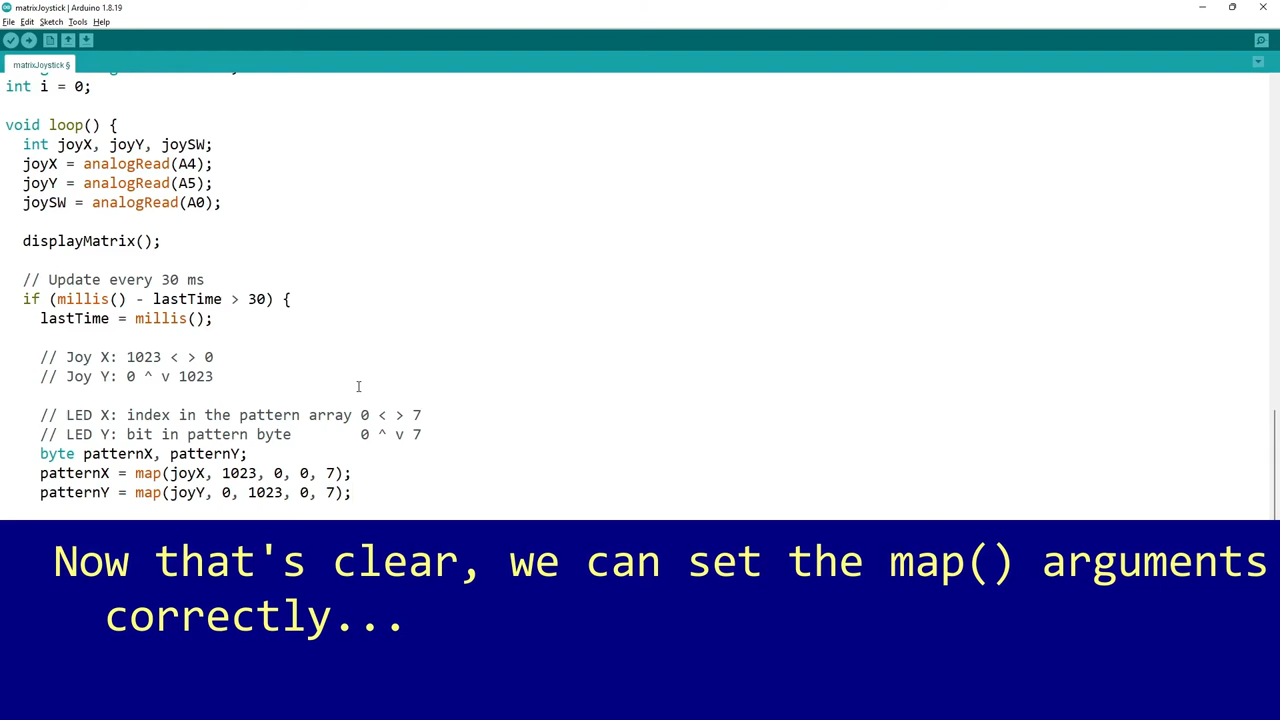 matrixJoystick | Arduino 1.8.19
File Edit Sketch Tools Help
matrixJoystick §
int i = 0;
void loop() {
int joyX, joyY, joySW;
joyX = analogRead(A4);
joyY = analogRead(A5);
joySW = analogRead(A0);
displayMatrix();
// Update every 30 ms
if (millis() - lastTime > 30) {
lastTime = millis();
// Joy X: 1023 < > 0
// Joy Y: 0 ^ v 1023
// LED X: index in the pattern array 0 < > 7
// LED Y: bit in pattern byte 0 ^ v 7
byte patternX, patternY;
patternX = map(joyX, 1023, 0, 0, 7);
patternY = map(joyY, 0, 1023, 0, 7);
Now that's clear, we can set the map() arguments
correctly...